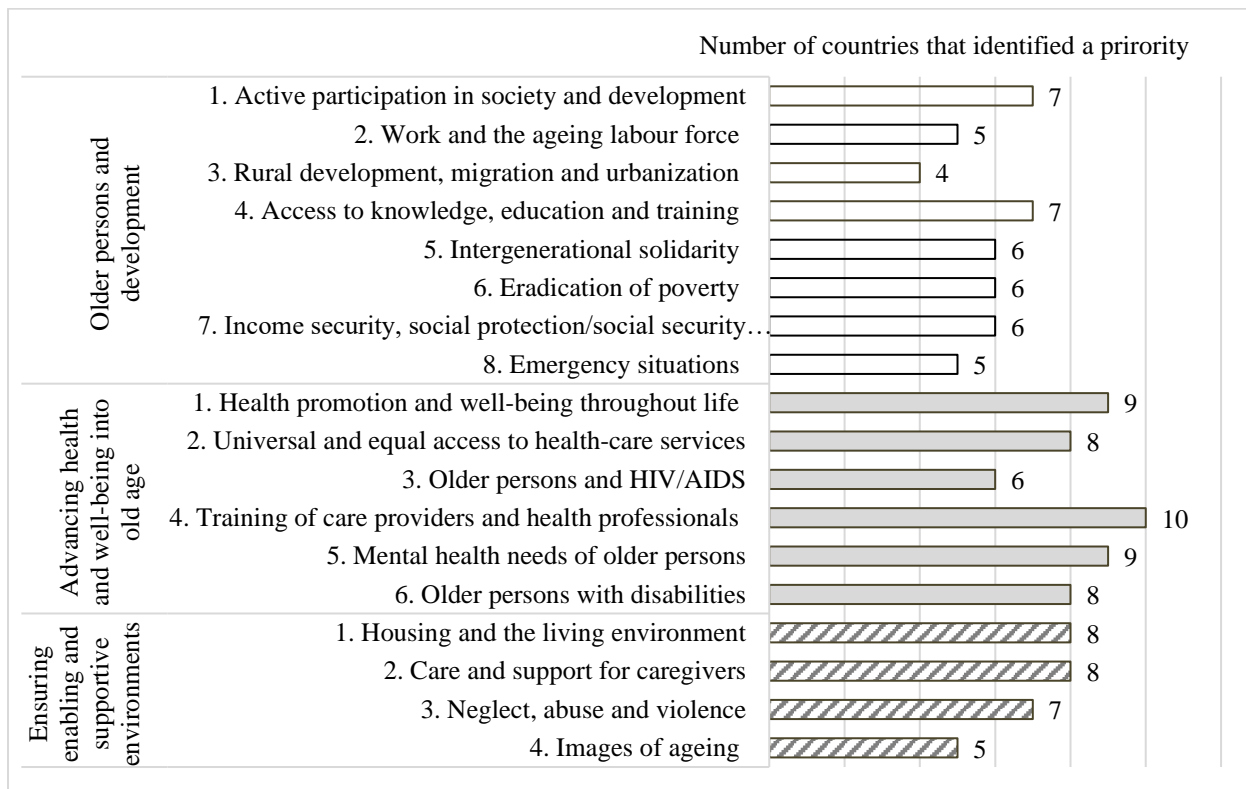 Number of countries that identified a prirority
Older persons and
development
1. Active participation in society and development 7
2. Work and the ageing labour force 5
3. Rural development, migration and urbanization 4
4. Access to knowledge, education and training 7
5. Intergenerational solidarity 6
6. Eradication of poverty 6
7. Income security, social protection/social security… 6
8. Emergency situations 5
Advancing health
and well-being into
old age
1. Health promotion and well-being throughout life 9
2. Universal and equal access to health-care services 8
3. Older persons and HIV/AIDS 6
4. Training of care providers and health professionals 10
5. Mental health needs of older persons 9
6. Older persons with disabilities 8
Ensuring
enabling and
supportive
environments
1. Housing and the living environment 8
2. Care and support for caregivers 8
3. Neglect, abuse and violence 7
4. Images of ageing 5